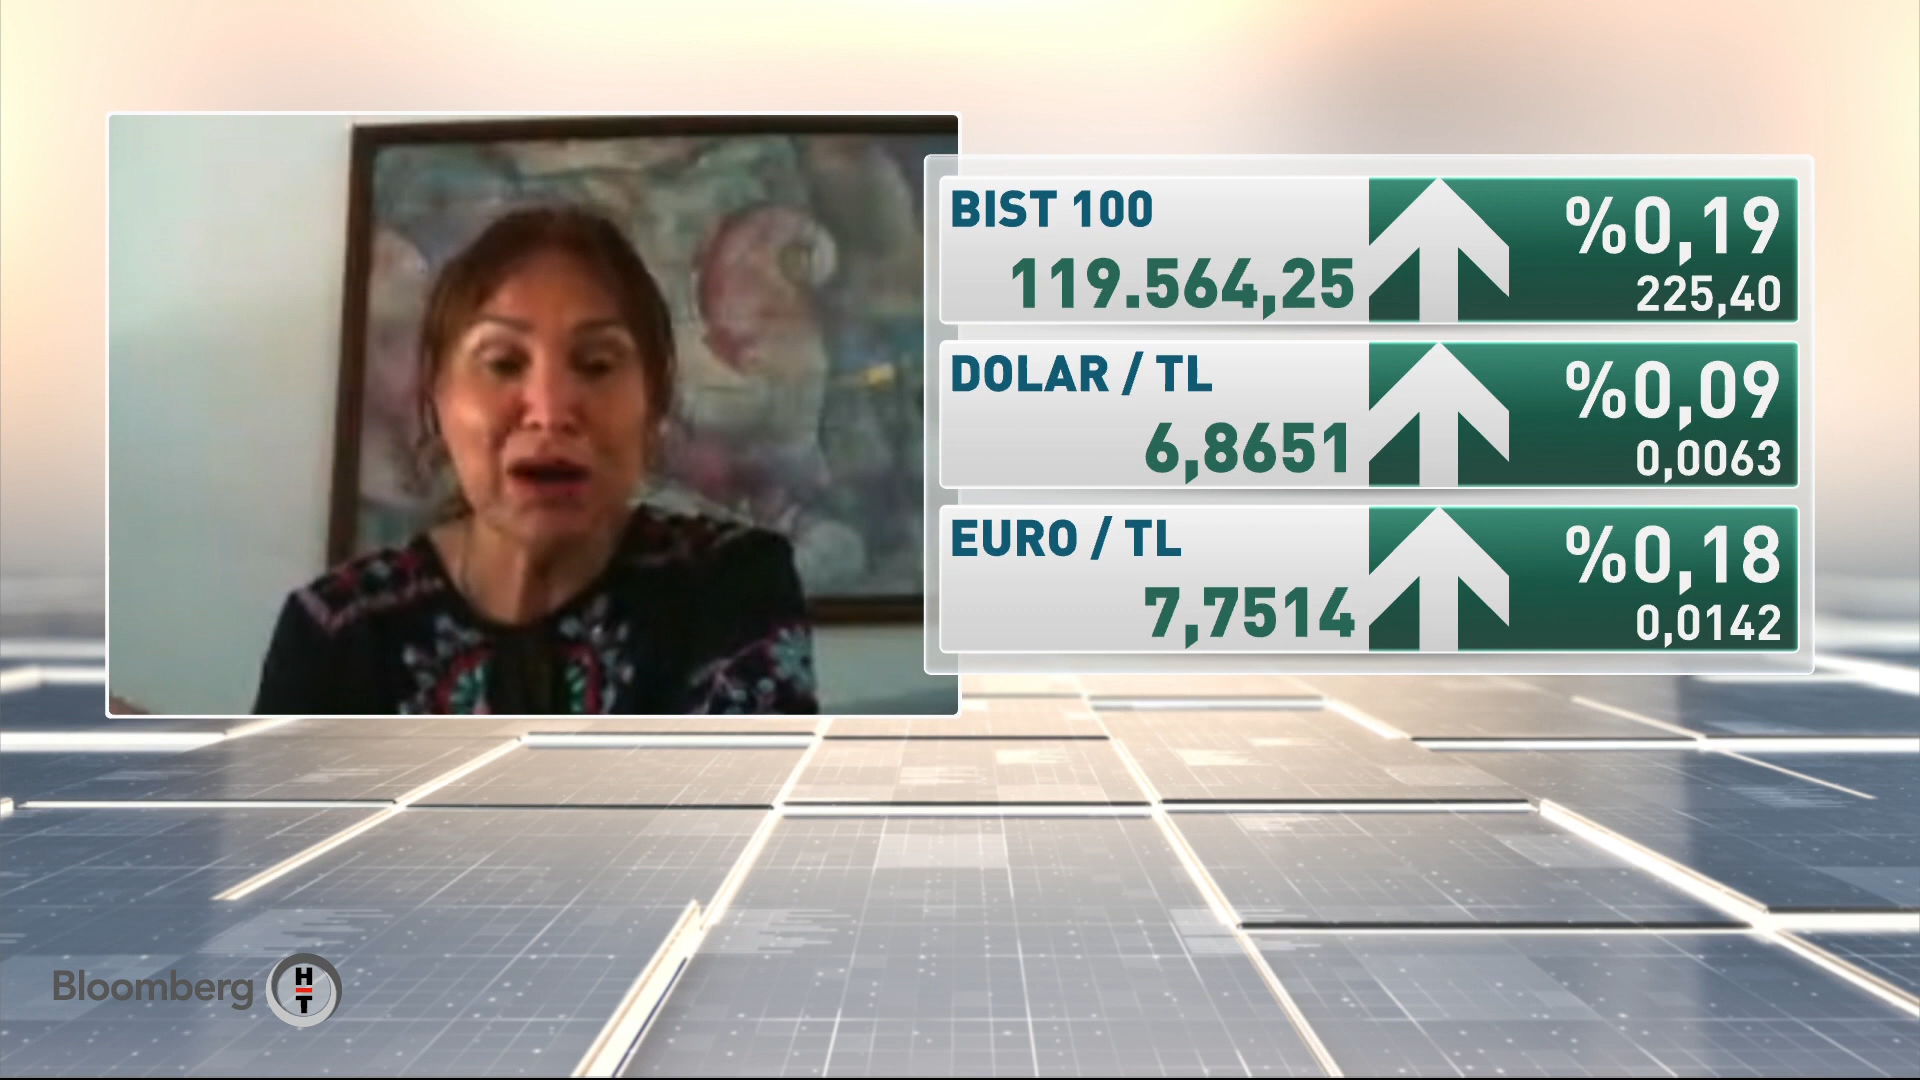 BIST 100
119.564,25
%0,19
225,40
DOLAR / TL
6,8651
%0,09
0,0063
EURO / TL
7,7514
%0,18
0,0142
Bloomberg HT